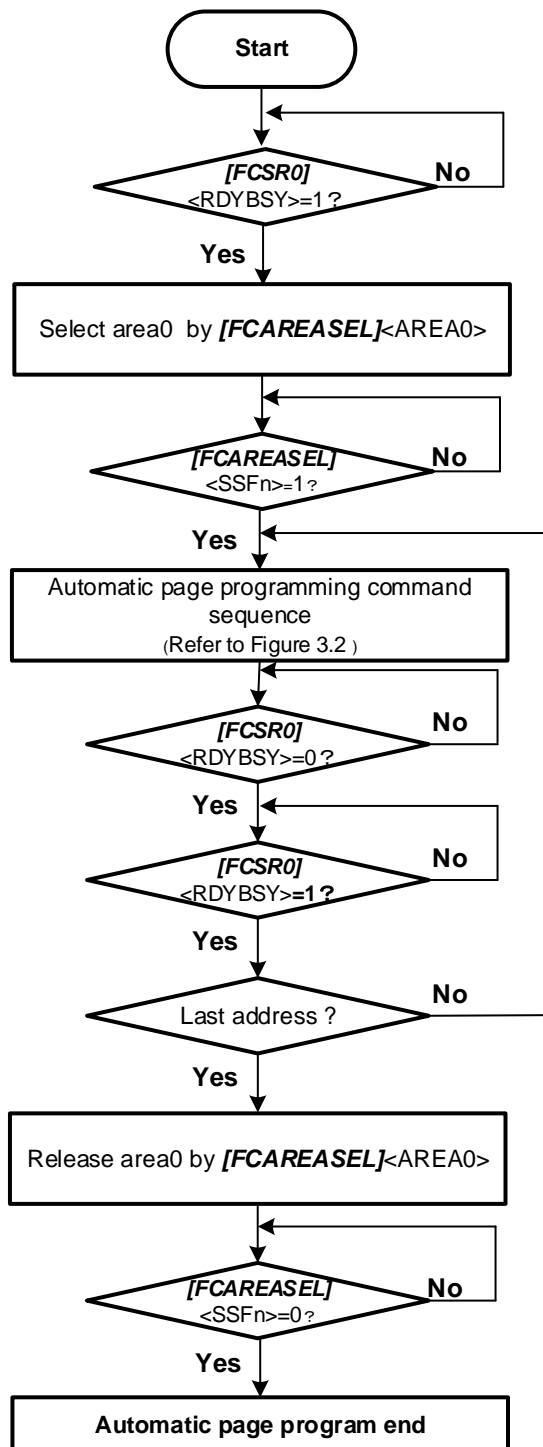 Start
[FCSR0]
<RDYBSY>=1?
No
Yes
Select area0 by [FCAREASEL]<AREA0>
[FCAREASEL]
<SSFn>=1?
No
Yes
Automatic page programming command
sequence
(Refer to Figure 3.2 )
[FCSR0]
<RDYBSY>=0?
No
Yes
[FCSR0]
<RDYBSY>=1?
No
Yes
Last address ?
No
Yes
Release area0 by [FCAREASEL]<AREA0>
[FCAREASEL]
<SSFn>=0?
No
Yes
Automatic page program end